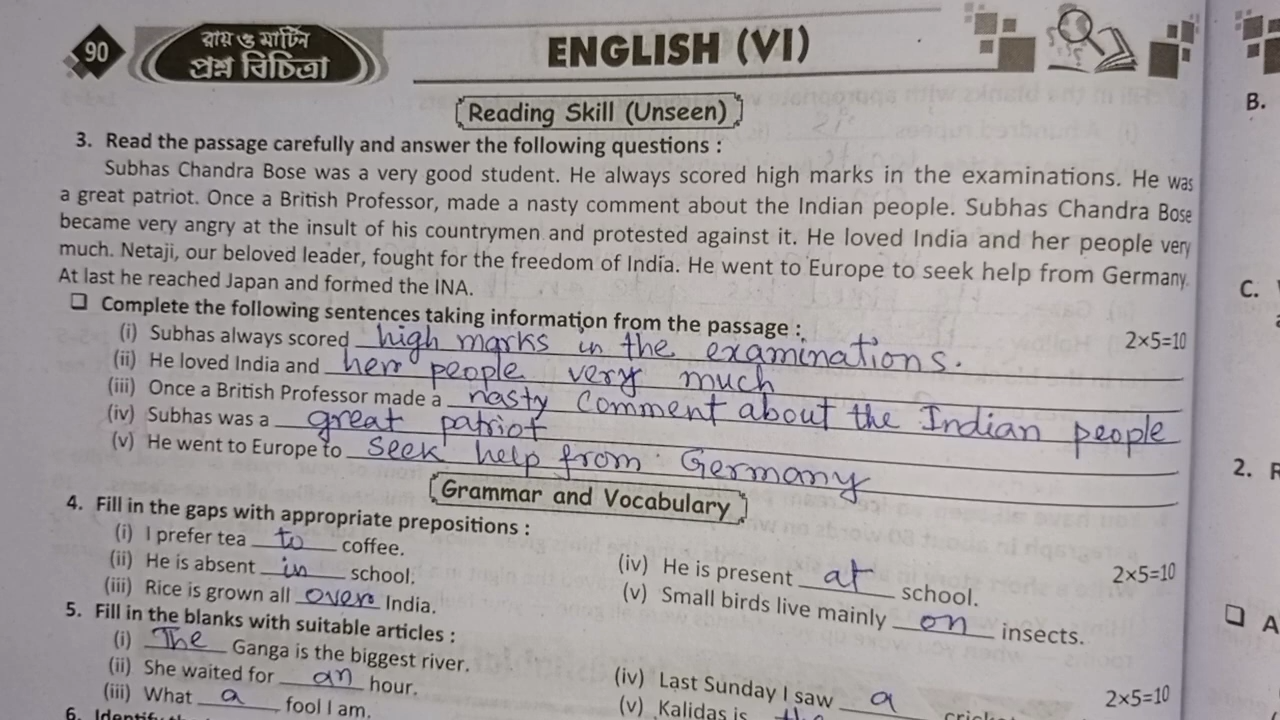 90
রায় ও মার্টিন
প্রশ্ন বিচিত্রা
ENGLISH (VI)
Reading Skill (Unseen)
3. Read the passage carefully and answer the following questions :
Subhas Chandra Bose was a very good student. He always scored high marks in the examinations. He was
a great patriot. Once a British Professor, made a nasty comment about the Indian people. Subhas Chandra Bose
became very angry at the insult of his countrymen and protested against it. He loved India and her people very
much. Netaji, our beloved leader, fought for the freedom of India. He went to Europe to seek help from Germany.
At last he reached Japan and formed the INA.
❑ Complete the following sentences taking information from the passage : 2×5=10
(i) Subhas always scored high marks in the examinations.
(ii) He loved India and her people very much
(iii) Once a British Professor made a nasty comment about the Indian people
(iv) Subhas was a great patriot
(v) He went to Europe to seek help from Germany
Grammar and Vocabulary
4. Fill in the gaps with appropriate prepositions : 2×5=10
(i) I prefer tea to coffee.
(ii) He is absent in school.
(iii) Rice is grown all over India.
(iv) He is present at school.
(v) Small birds live mainly on insects.
5. Fill in the blanks with suitable articles : 2×5=10
(i) The Ganga is the biggest river.
(ii) She waited for an hour.
(iii) What a fool I am.
(iv) Last Sunday I saw a
(v) Kalidas is the
6.
B.
C.
2.
❑ A